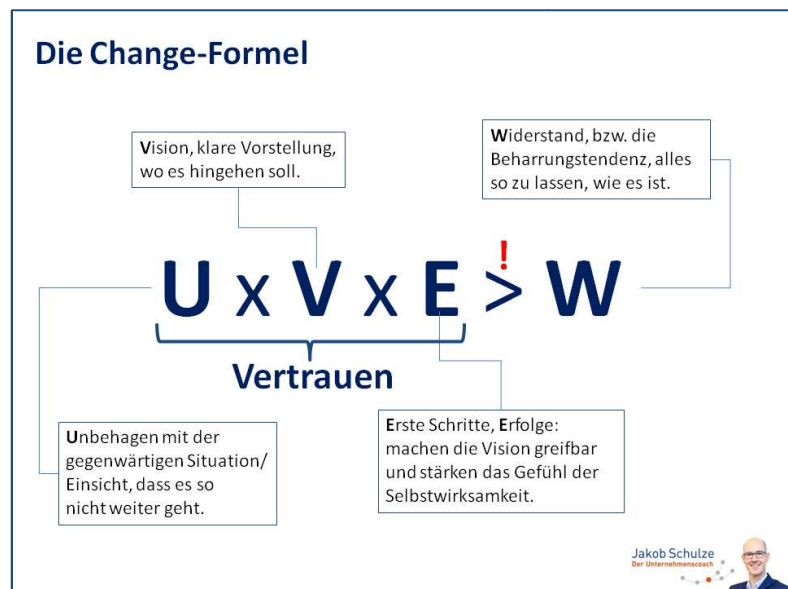 Die Change-Formel
Vision, klare Vorstellung,
wo es hingehen soll.
Widerstand, bzw. die
Beharrungstendenz, alles
so zu lassen, wie es ist.
!
U x V x E > W
Vertrauen
Unbehagen mit der
gegenwärtigen Situation/
Einsicht, dass es so
nicht weiter geht.
Erste Schritte, Erfolge:
machen die Vision greifbar
und stärken das Gefühl der
Selbstwirksamkeit.
Jakob Schulze
Der Unternehmenscoach